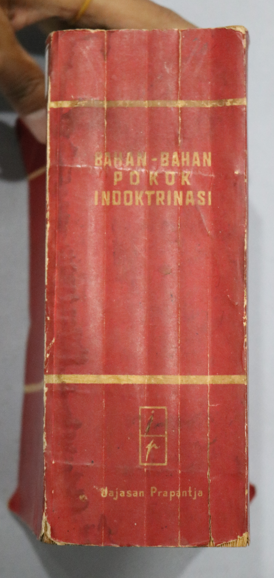 BAHAN-BAHAN
POKOK
INDOKTRINASI
j
p
Jajasan Prapantja